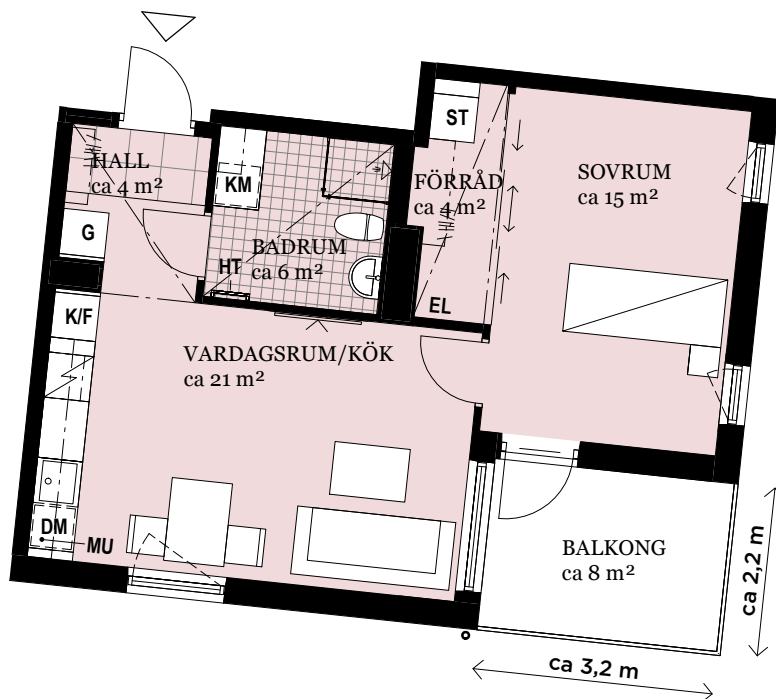 HALL
ca 4 m²
G
KM
BADRUM
ca 6 m²
HT
ST
FÖRRÅD
ca 4 m²
EL
SOVRUM
ca 15 m²
K/F
VARDAGSRUM/KÖK
ca 21 m²
DM
MU
BALKONG
ca 8 m²
ca 2,2 m
ca 3,2 m